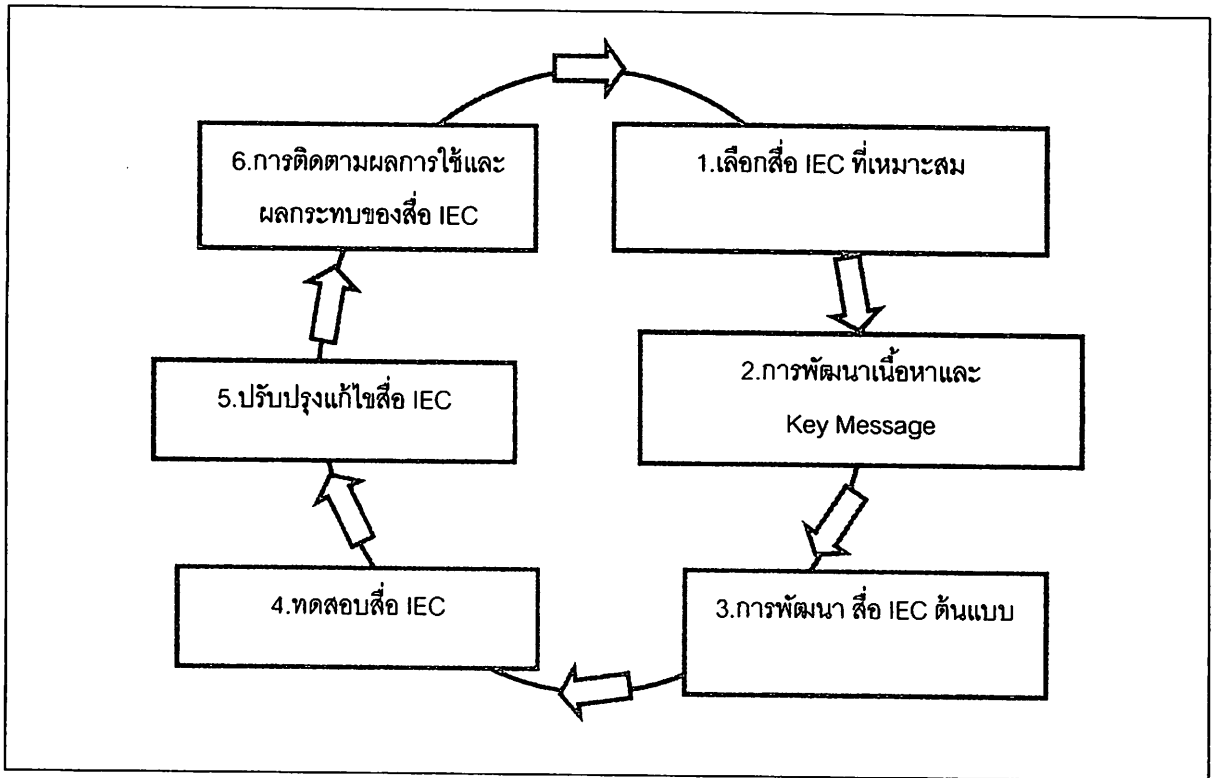 1.เลือกสื่อ IEC ที่เหมาะสม
2.การพัฒนาเนื้อหาและ
Key Message
3.การพัฒนา สื่อ IEC ต้นแบบ
4.ทดสอบสื่อ IEC
5.ปรับปรุงแก้ไขสื่อ IEC
6.การติดตามผลการใช้และ
ผลกระทบของสื่อ IEC